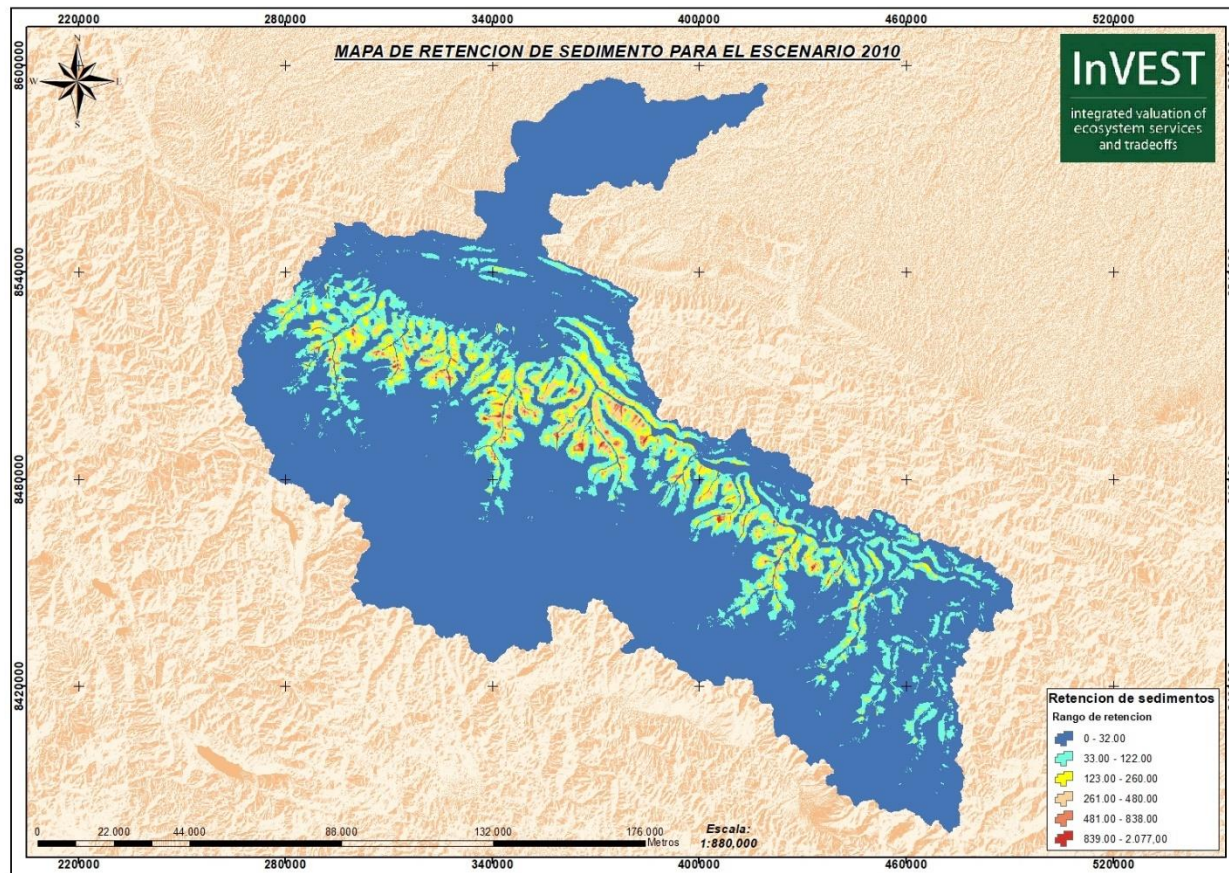 220000 280000 340000 400000 460000 520000
MAPA DE RETENCION DE SEDIMENTO PARA EL ESCENARIO 2010
N
W E
S
InVEST
integrated valuation of
ecosystem services
and tradeoffs
8600000
8540000
8480000
8420000
Retencion de sedimentos
Rango de retencion
0 - 32.00
33.00 - 122.00
123.00 - 260.00
261.00 - 480.00
481.00 - 838.00
839.00 - 2.077,00
0 22.000 44.000 88.000 132.000 176.000
Metros
Escala:
1:880,000
220000 280000 340000 400000 460000 520000